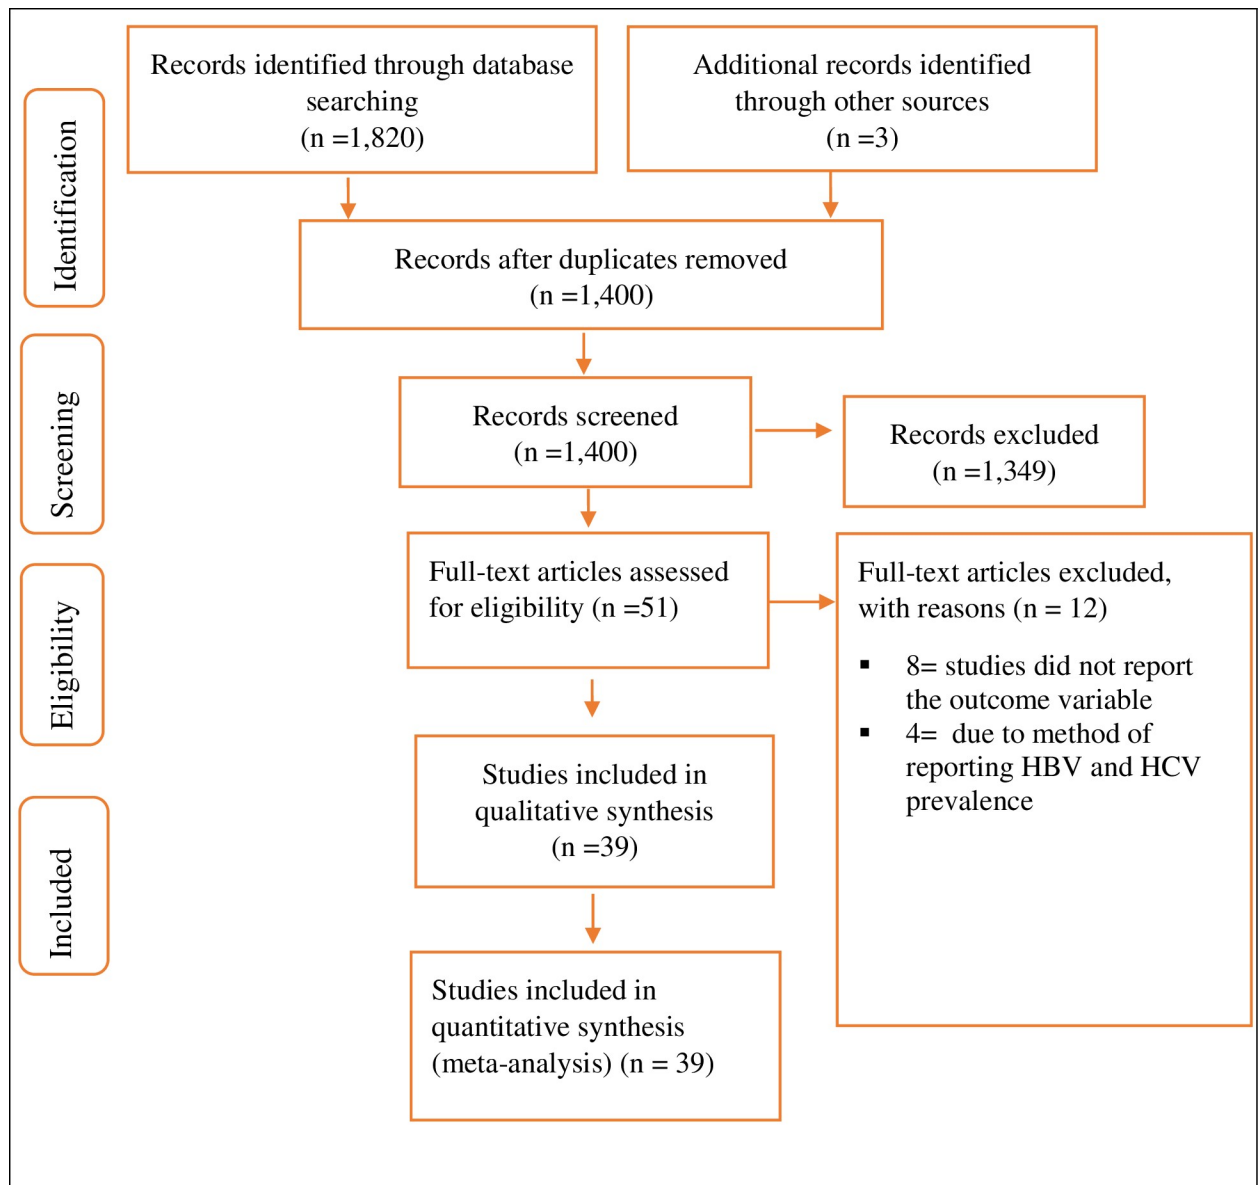 Identification
Records identified through database
searching
(n =1,820)
Additional records identified
through other sources
(n =3)
Records after duplicates removed
(n =1,400)
Screening
Records screened
(n =1,400)
Records excluded
(n =1,349)
Eligibility
Full-text articles assessed
for eligibility (n =51)
Full-text articles excluded,
with reasons (n = 12)
▪ 8= studies did not report
the outcome variable
▪ 4=  due to method of
reporting HBV and HCV
prevalence
Included
Studies included in
qualitative synthesis
(n =39)
Studies included in
quantitative synthesis
(meta-analysis) (n = 39)